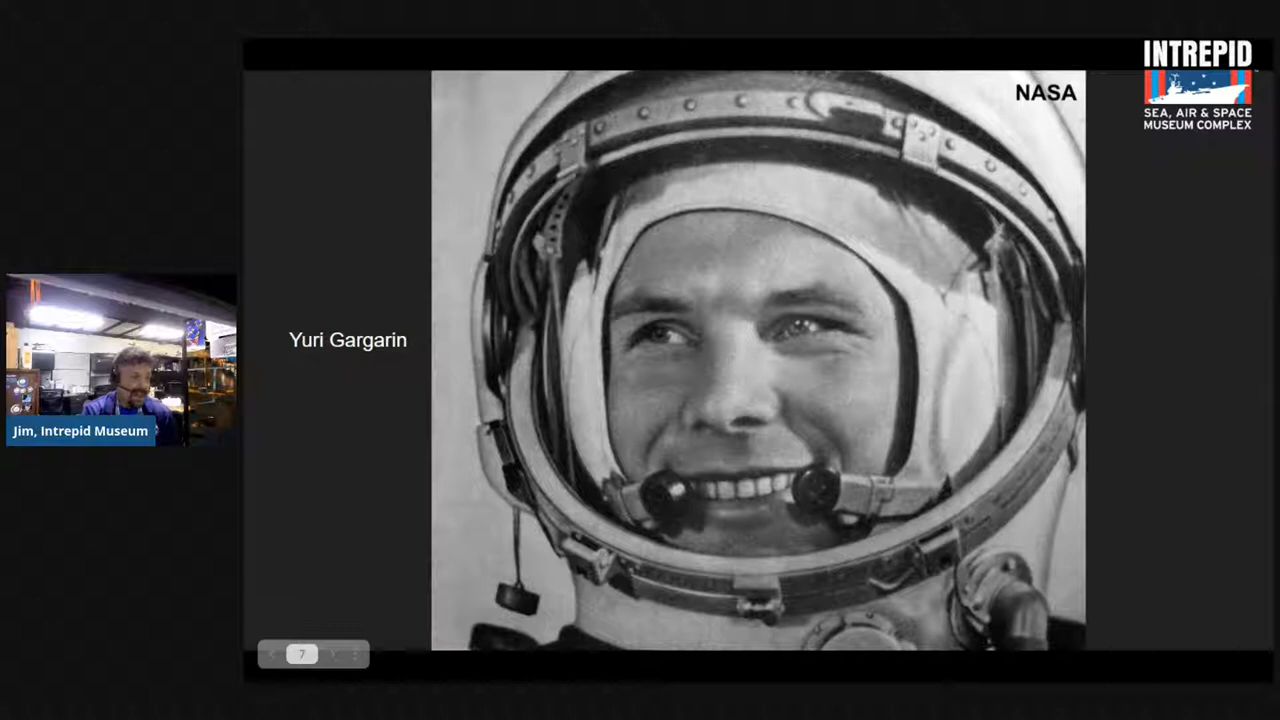 NASA
INTREPID
SEA, AIR & SPACE
MUSEUM COMPLEX
Yuri Gargarin
Jim, Intrepid Museum
7